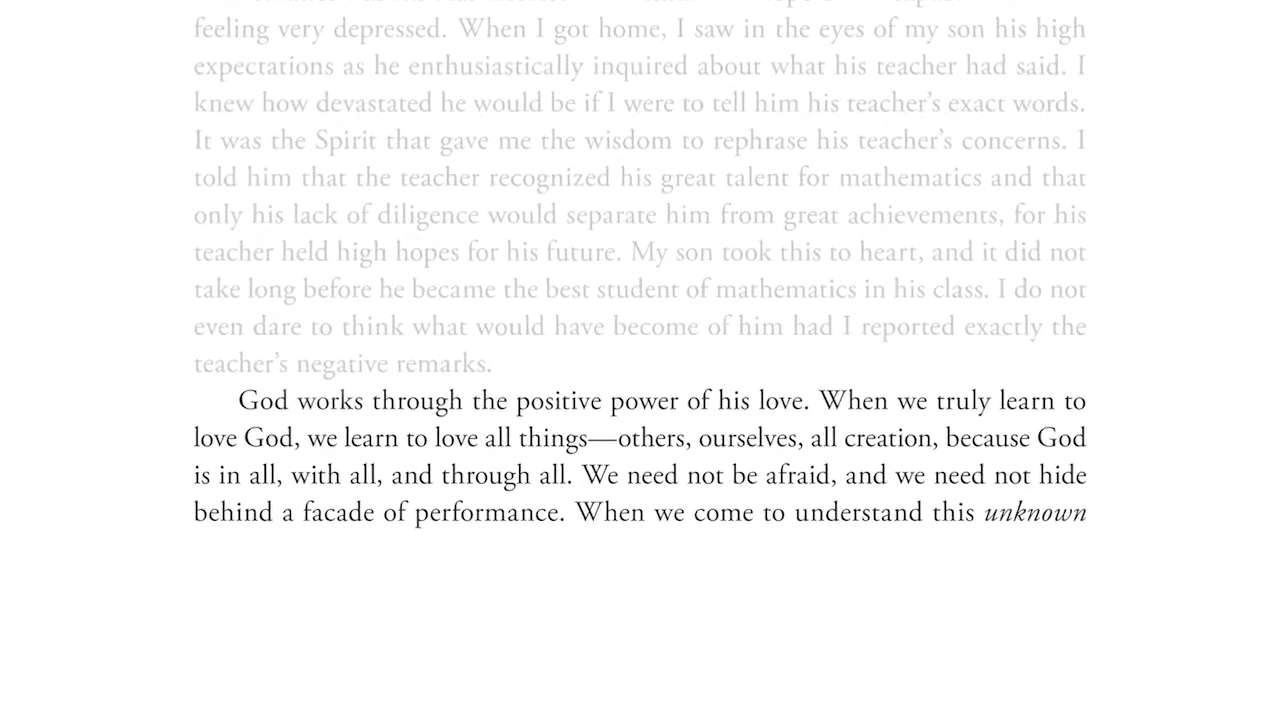 feeling very depressed. When I got home, I saw in the eyes of my son his high
expectations as he enthusiastically inquired about what his teacher had said. I
knew how devastated he would be if I were to tell him his teacher’s exact words.
It was the Spirit that gave me the wisdom to rephrase his teacher’s concerns. I
told him that the teacher recognized his great talent for mathematics and that
only his lack of diligence would separate him from great achievements, for his
teacher held high hopes for his future. My son took this to heart, and it did not
take long before he became the best student of mathematics in his class. I do not
even dare to think what would have become of him had I reported exactly the
teacher’s negative remarks.
God works through the positive power of his love. When we truly learn to
love God, we learn to love all things—others, ourselves, all creation, because God
is in all, with all, and through all. We need not be afraid, and we need not hide
behind a facade of performance. When we come to understand this unknown